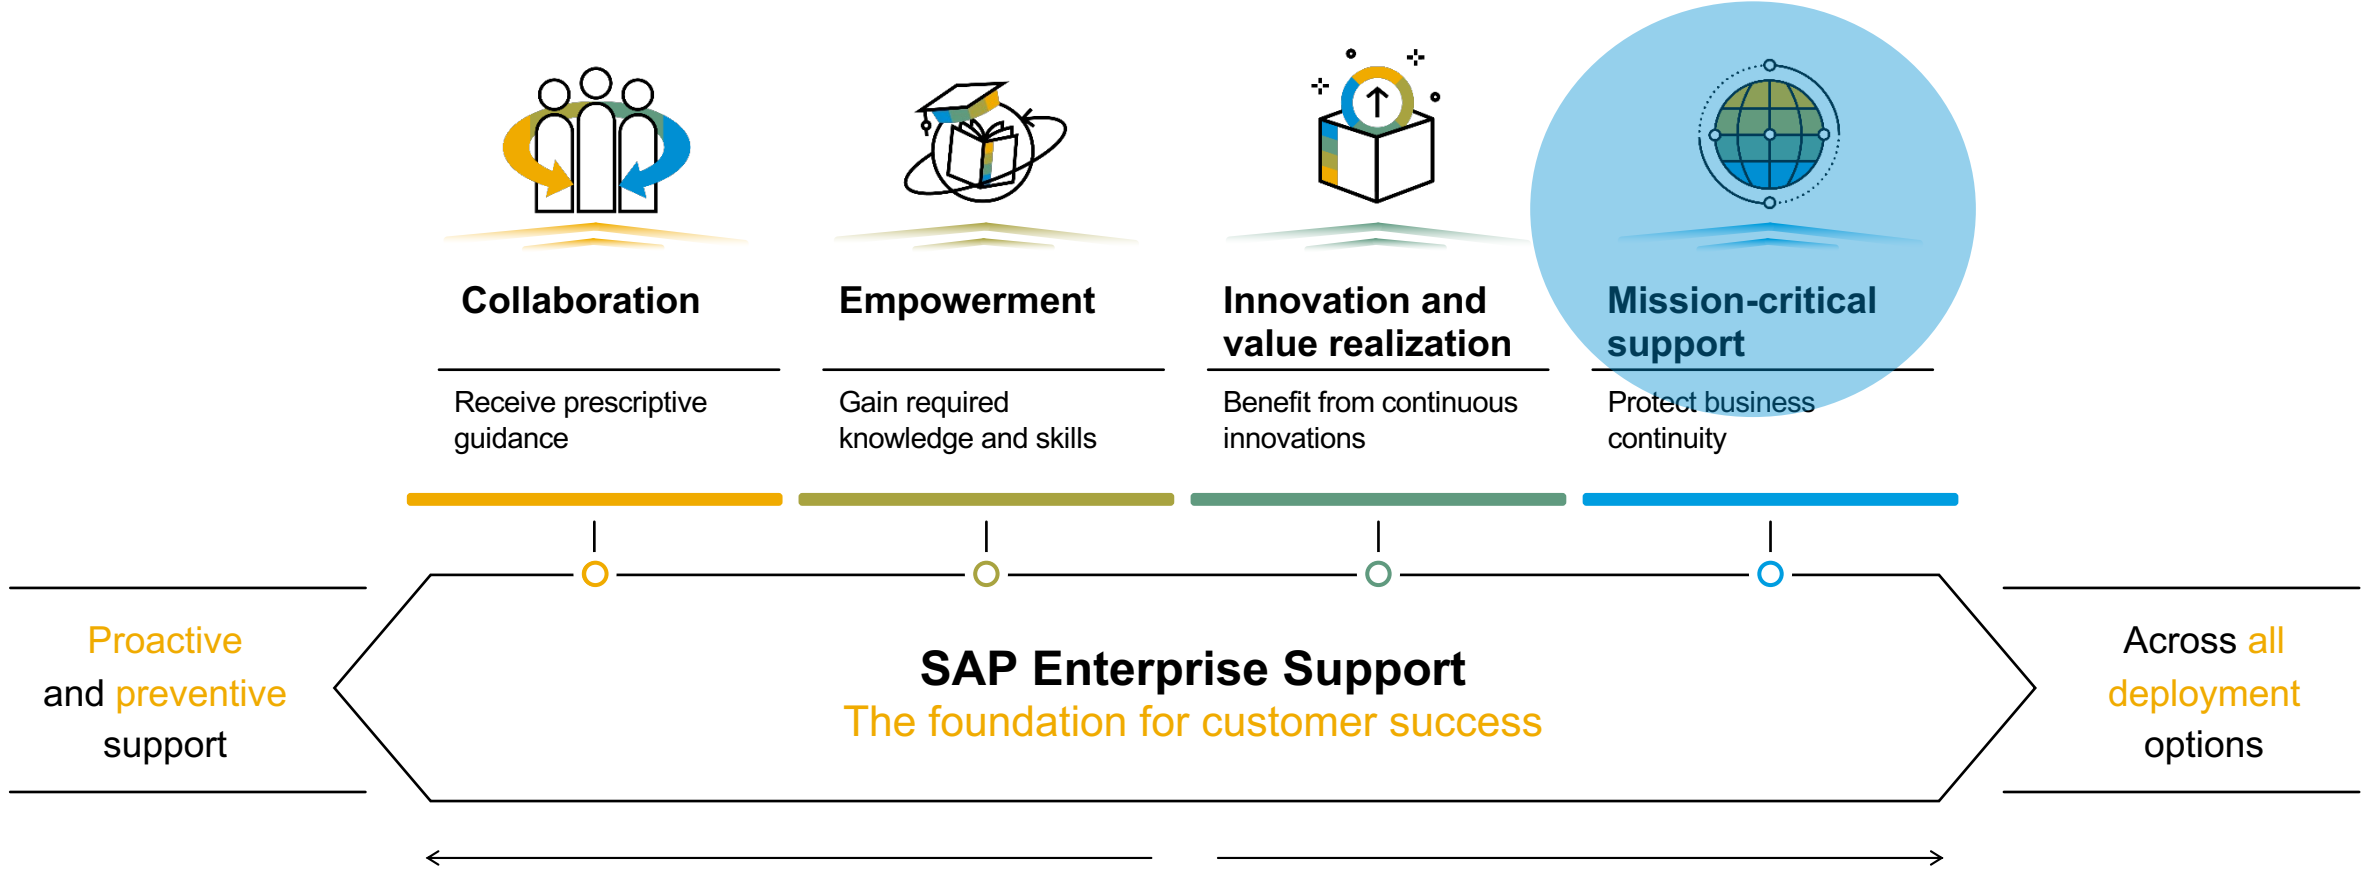 Collaboration
Receive prescriptive
guidance
Empowerment
Gain required
knowledge and skills
Innovation and
value realization
Benefit from continuous
innovations
Mission-critical
support
Protect business
continuity
Proactive
and preventive
support
SAP Enterprise Support
The foundation for customer success
Across all
deployment
options